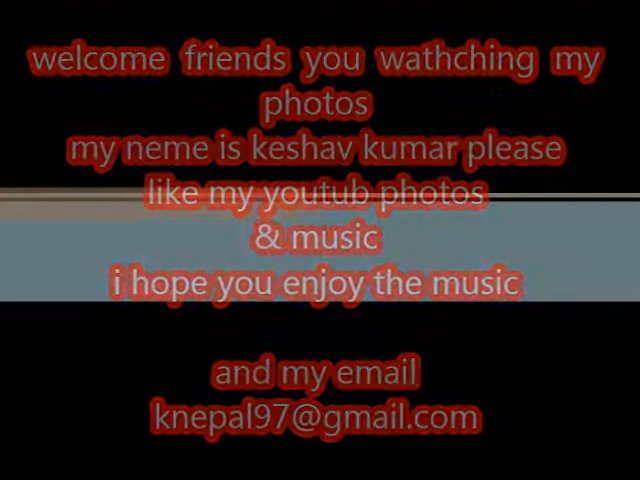 welcome friends you wathching my
photos
my neme is keshav kumar please
like my youtub photos
& music
i hope you enjoy the music
and my email
knepal97@gmail.com